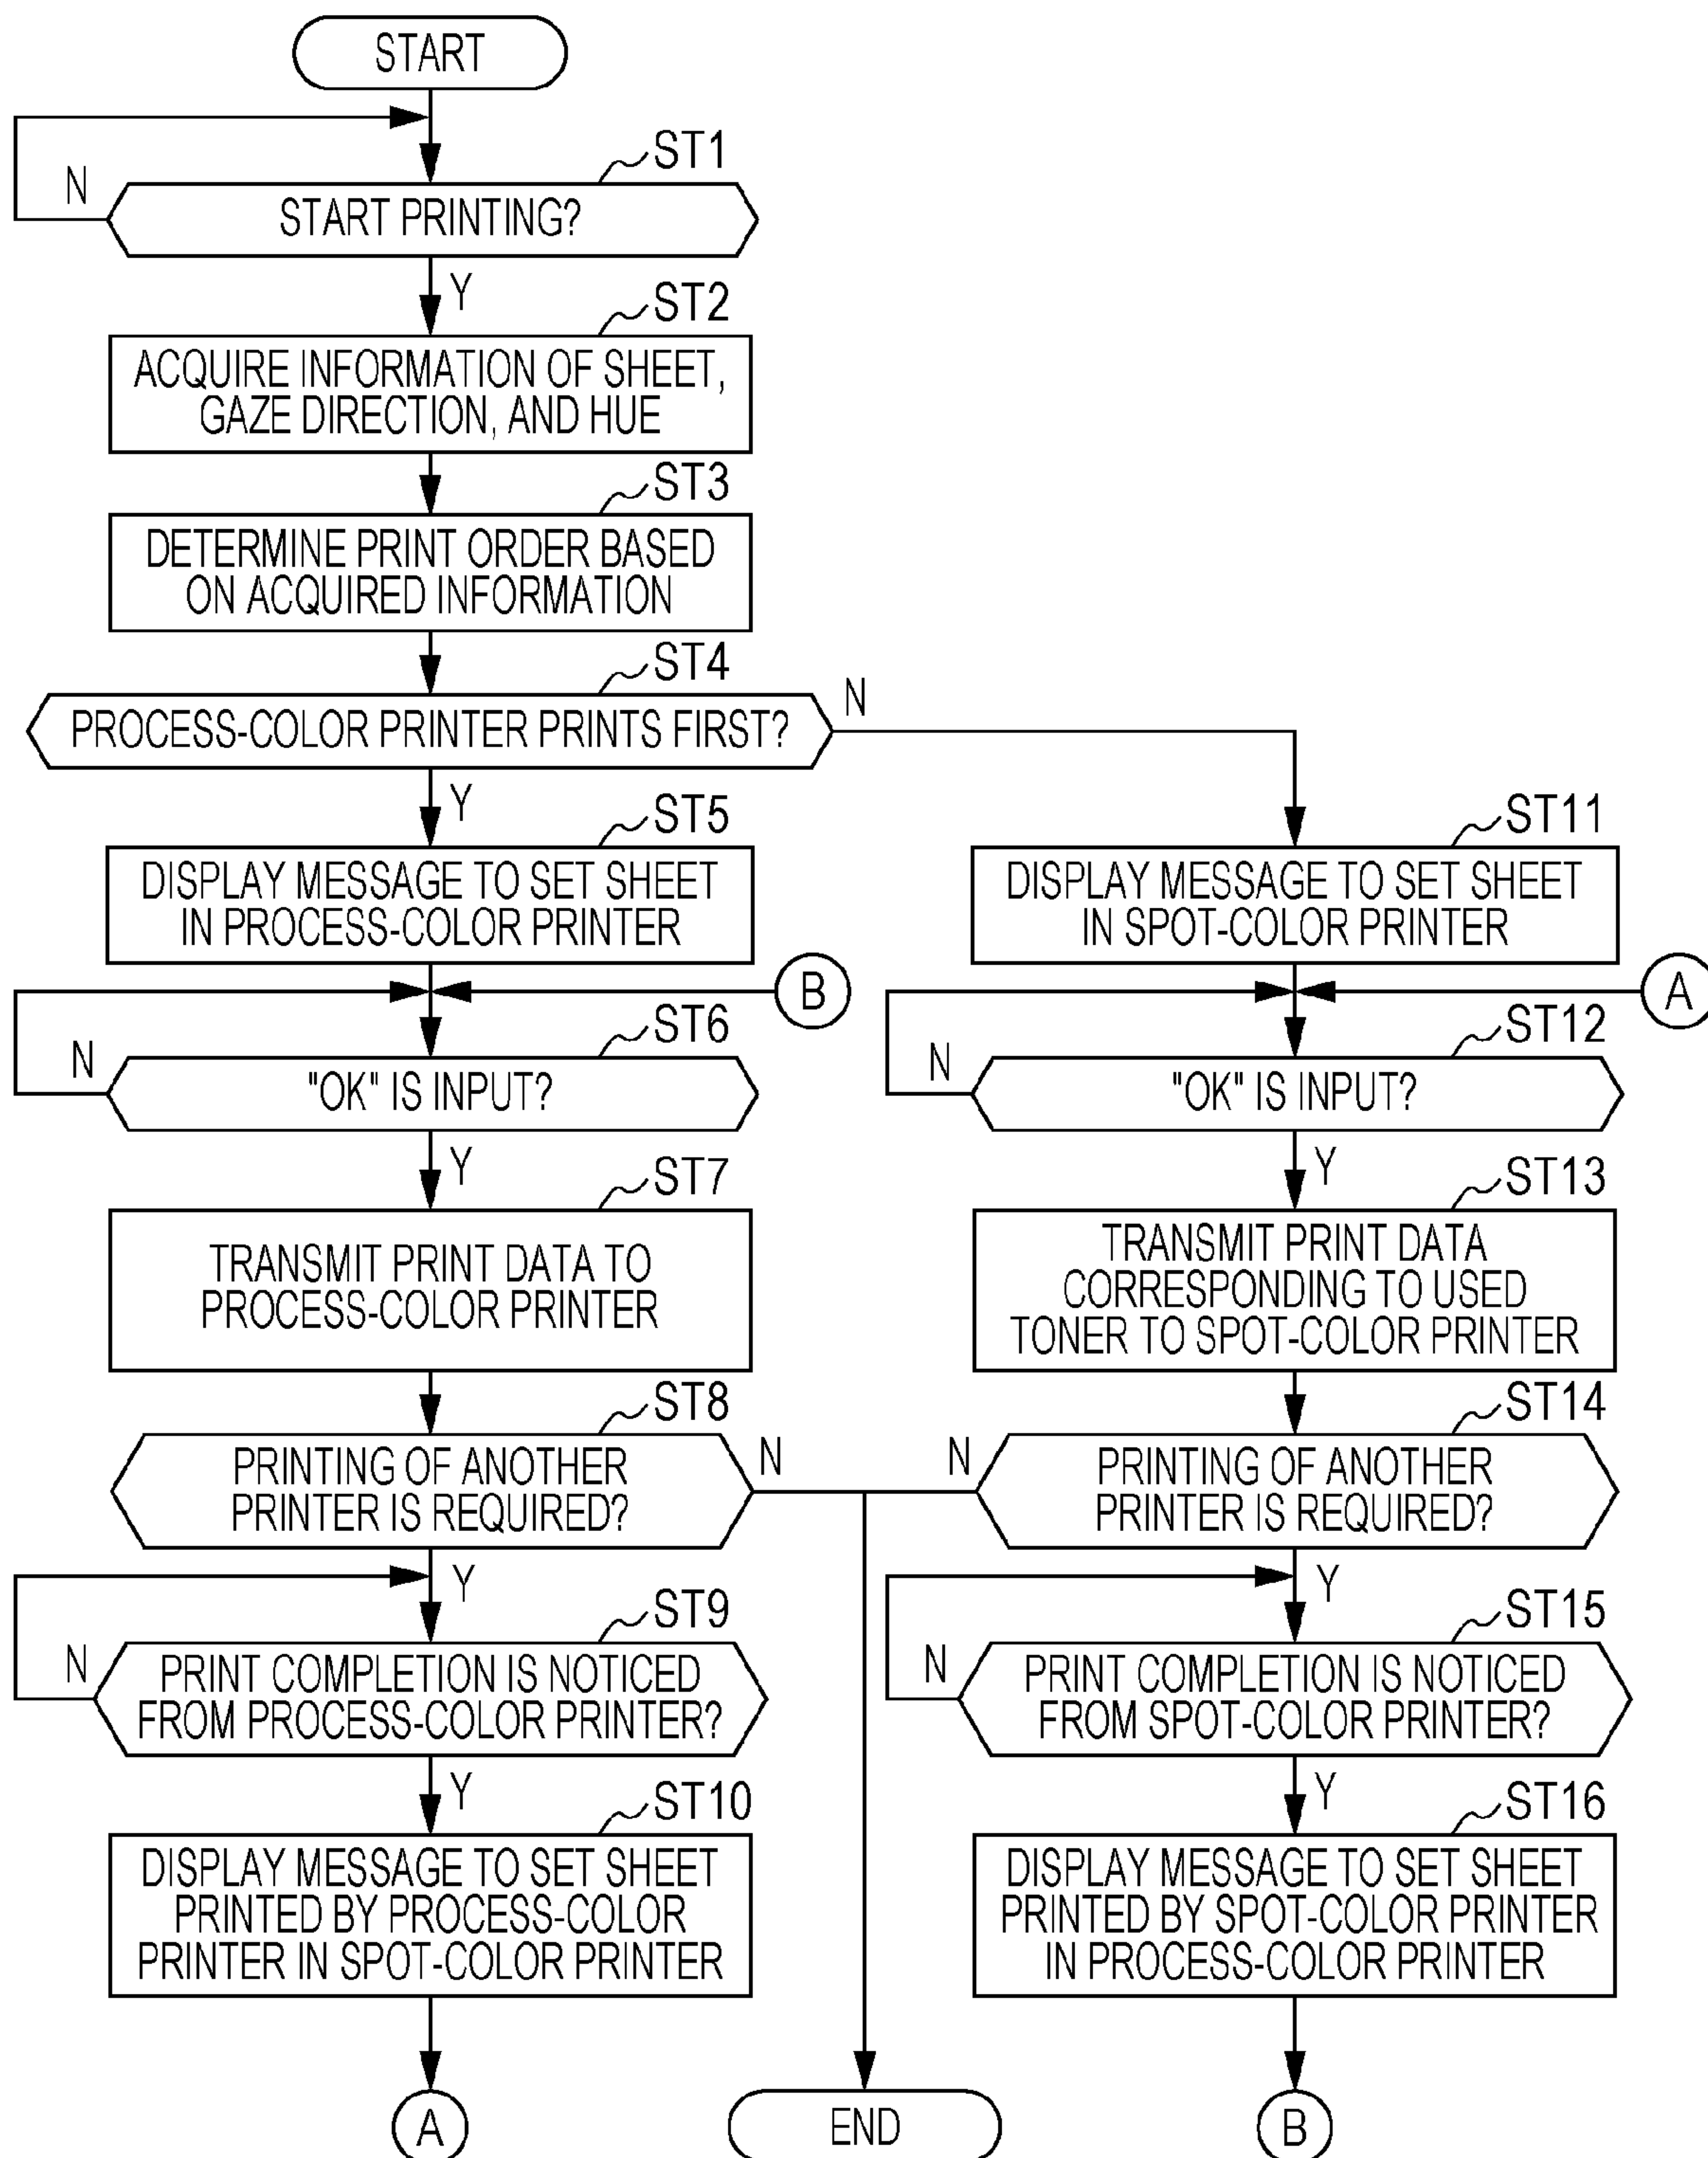 START
ST1
N
START PRINTING?
Y
ST2
ACQUIRE INFORMATION OF SHEET,
GAZE DIRECTION, AND HUE
ST3
DETERMINE PRINT ORDER BASED
ON ACQUIRED INFORMATION
ST4
PROCESS-COLOR PRINTER PRINTS FIRST?
N
Y
ST5
DISPLAY MESSAGE TO SET SHEET
IN PROCESS-COLOR PRINTER
B
ST6
N
"OK" IS INPUT?
Y
ST7
TRANSMIT PRINT DATA TO
PROCESS-COLOR PRINTER
ST8
PRINTING OF ANOTHER
PRINTER IS REQUIRED?
N
Y
ST9
N
PRINT COMPLETION IS NOTICED
FROM PROCESS-COLOR PRINTER?
Y
ST10
DISPLAY MESSAGE TO SET SHEET
PRINTED BY PROCESS-COLOR
PRINTER IN SPOT-COLOR PRINTER
A
ST11
DISPLAY MESSAGE TO SET SHEET
IN SPOT-COLOR PRINTER
A
ST12
N
"OK" IS INPUT?
Y
ST13
TRANSMIT PRINT DATA
CORRESPONDING TO USED
TONER TO SPOT-COLOR PRINTER
ST14
N
PRINTING OF ANOTHER
PRINTER IS REQUIRED?
Y
ST15
N
PRINT COMPLETION IS NOTICED
FROM SPOT-COLOR PRINTER?
Y
ST16
DISPLAY MESSAGE TO SET SHEET
PRINTED BY SPOT-COLOR PRINTER
IN PROCESS-COLOR PRINTER
B
END